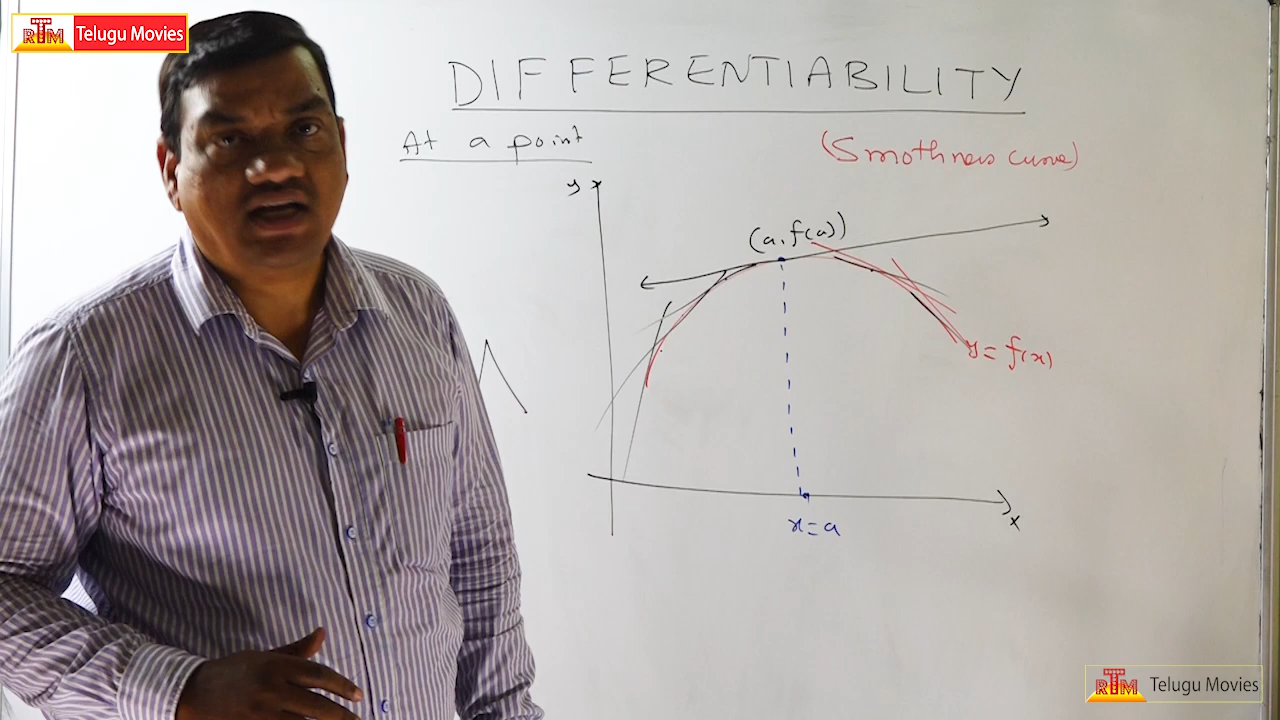 RTM Telugu Movies
DIFFERENTIABILITY
At a point
(Smothness curve)
y
(a, f(a))
y = f(x)
x = a
x
RTM Telugu Movies